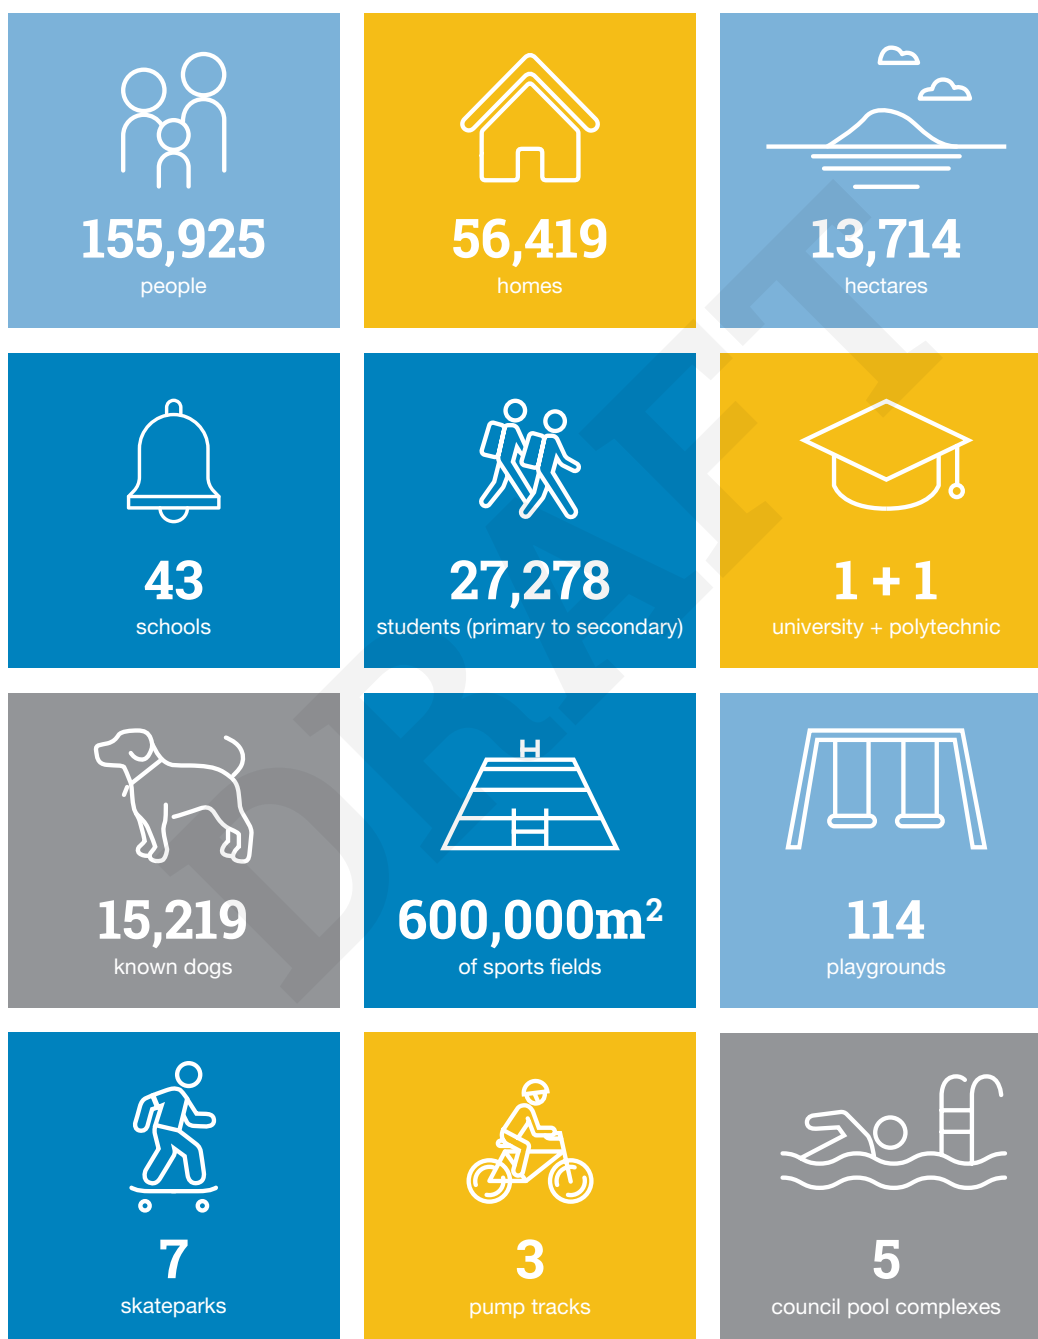 155,925
people
56,419
homes
13,714
hectares
43
schools
27,278
students (primary to secondary)
1 + 1
university + polytechnic
15,219
known dogs
600,000m²
of sports fields
114
playgrounds
7
skateparks
3
pump tracks
5
council pool complexes
DRAFT